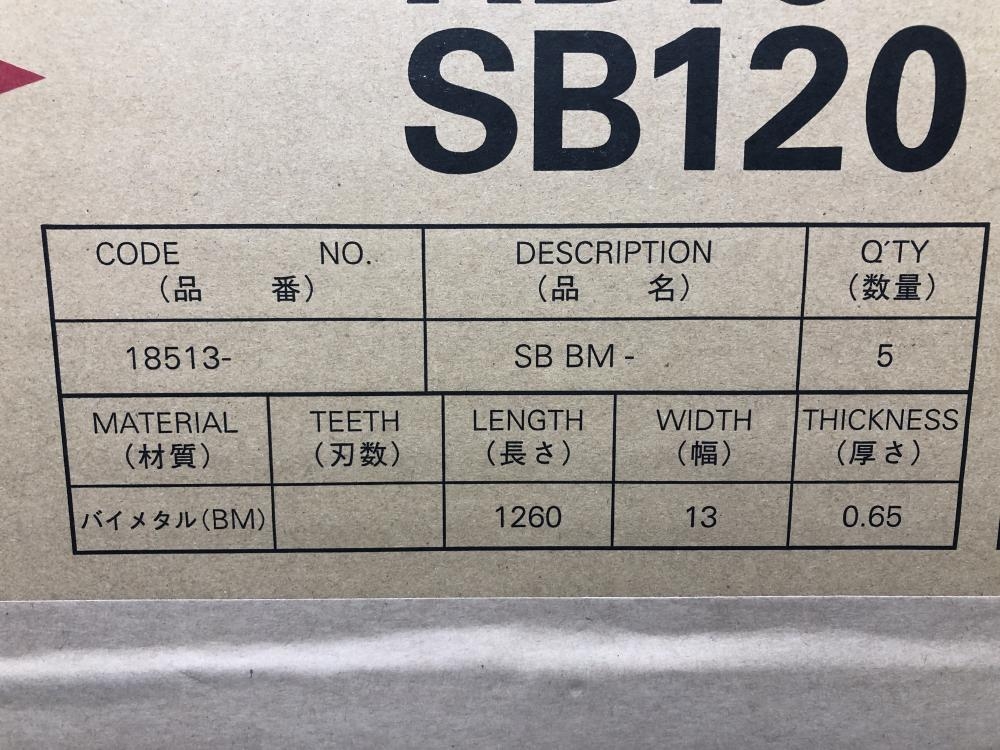 SB120
CODE NO. DESCRIPTION Q'TY
（品 番） （品 名） （数量）
18513- SB BM - 5
MATERIAL TEETH LENGTH WIDTH THICKNESS
（材質） （刃数） （長さ） （幅） （厚さ）
バイメタル(BM) 1260 13 0.65